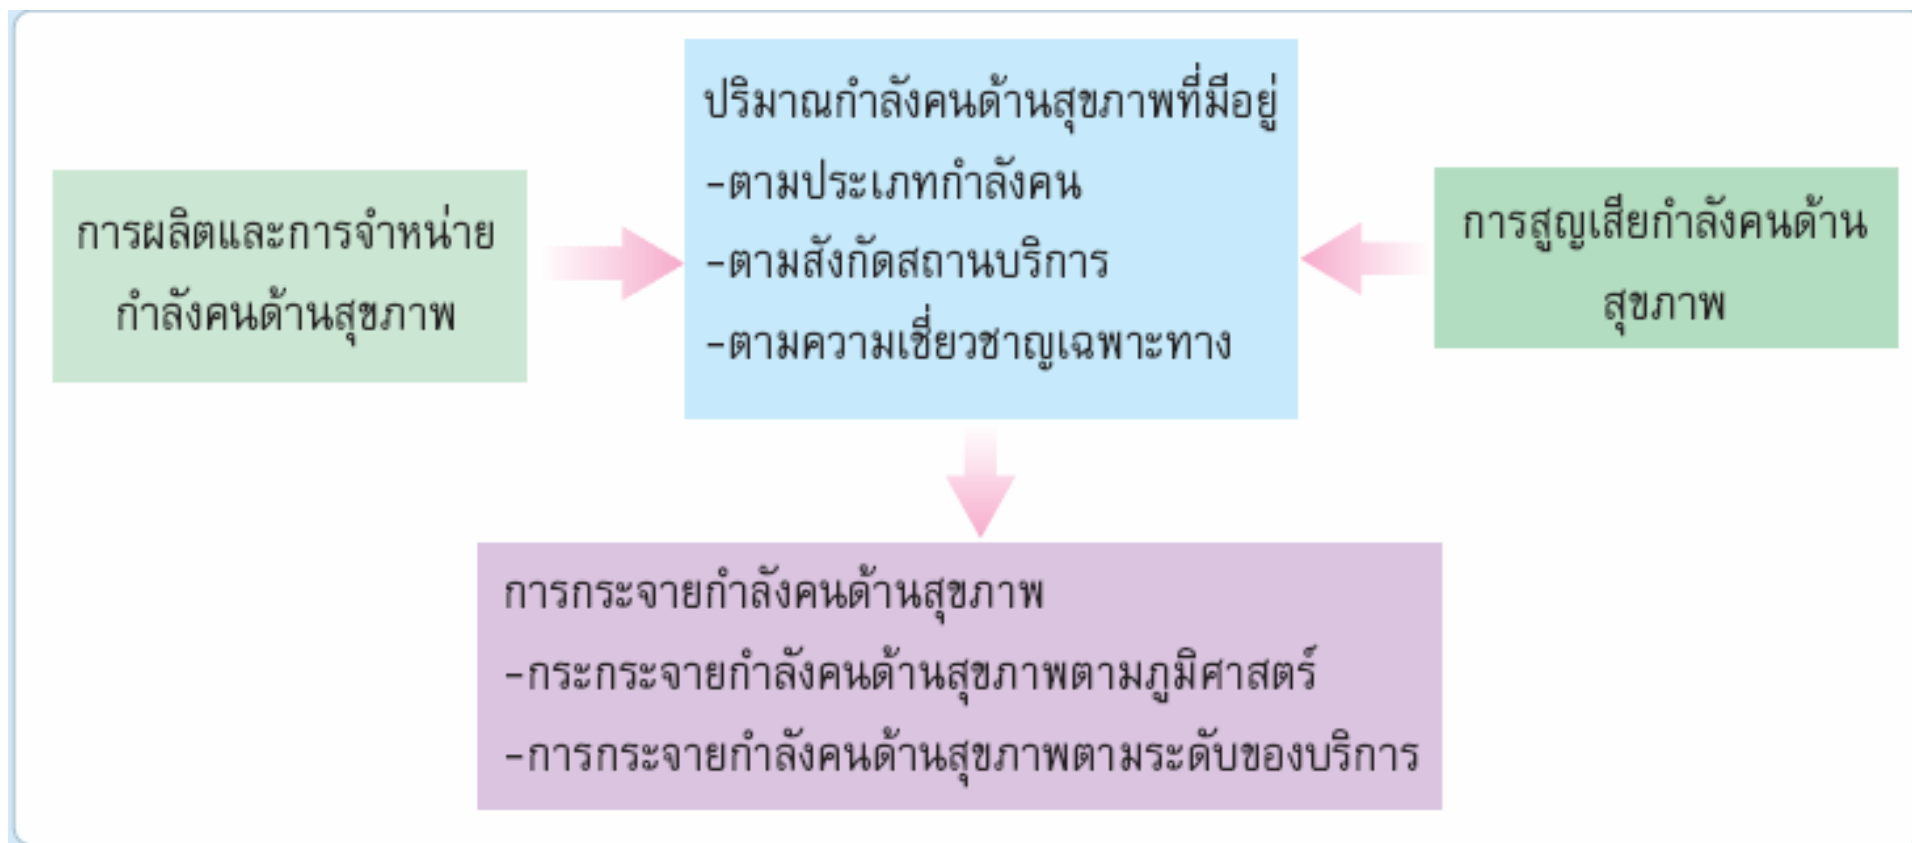 การผลิตและการจำหน่าย
กำลังคนด้านสุขภาพ
ปริมาณกำลังคนด้านสุขภาพที่มีอยู่
-ตามประเภทกำลังคน
-ตามสังกัดสถานบริการ
-ตามความเชี่ยวชาญเฉพาะทาง
การสูญเสียกำลังคนด้าน
สุขภาพ
การกระจายกำลังคนด้านสุขภาพ
-กระกระจายกำลังคนด้านสุขภาพตามภูมิศาสตร์
-การกระจายกำลังคนด้านสุขภาพตามระดับของบริการ